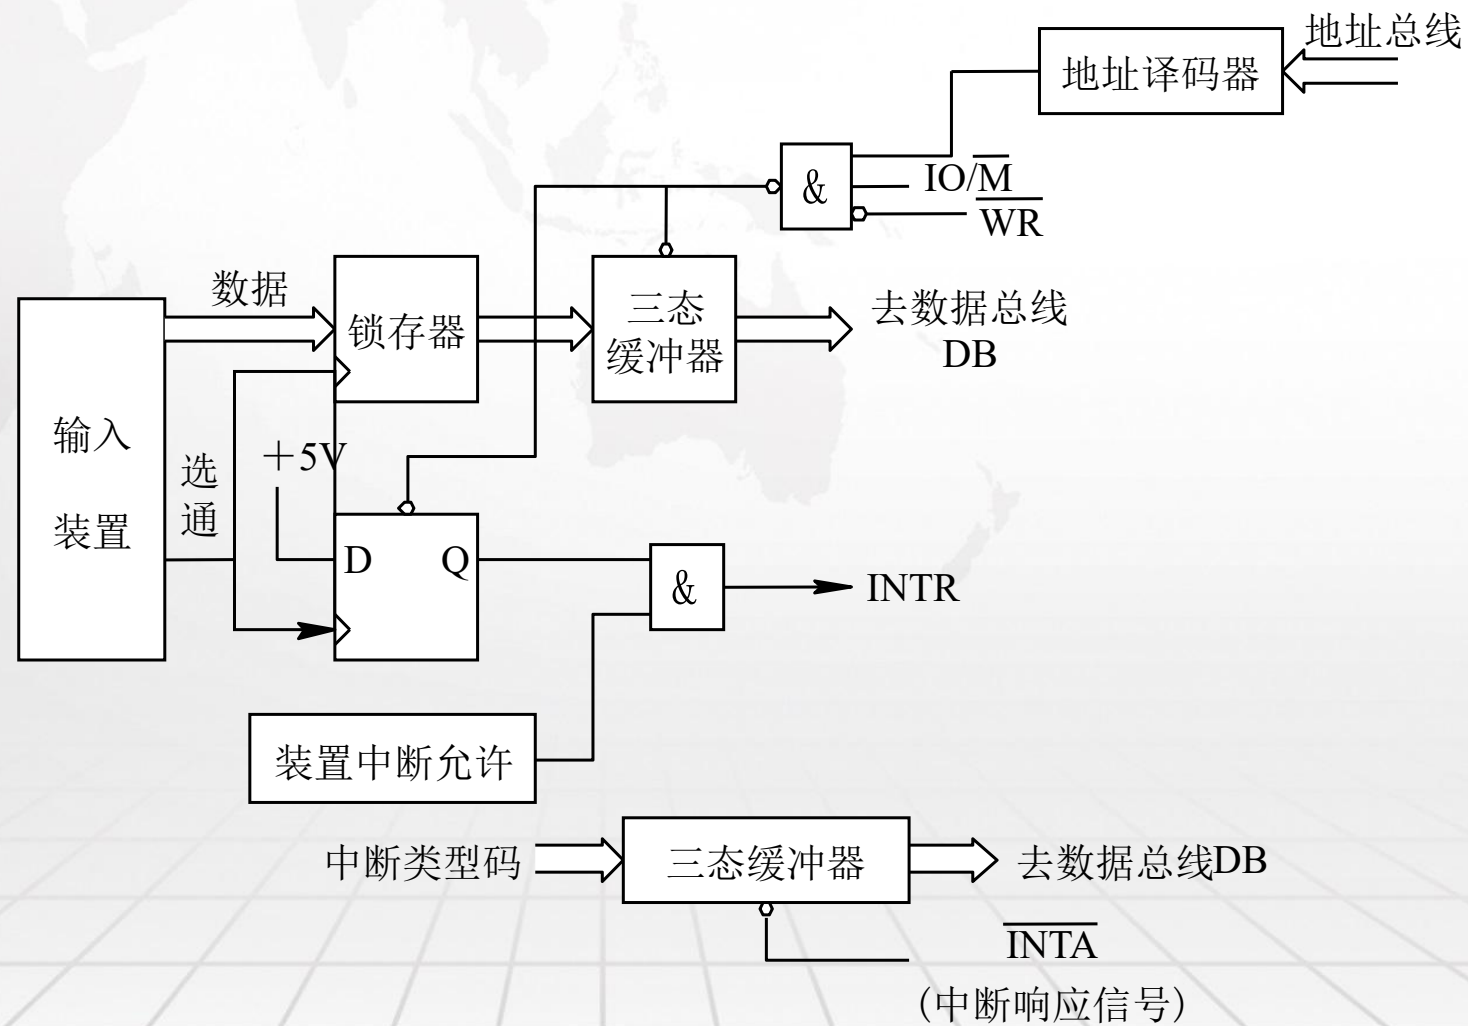 地址总线
地址译码器
IO/M̅
&
W̅R̅
数据
锁存器
三态
缓冲器
去数据总线
DB
输入
装置
选
通
＋5V
D
Q
&
INTR
装置中断允许
中断类型码
三态缓冲器
去数据总线DB
I̅N̅T̅A̅
(中断响应信号)